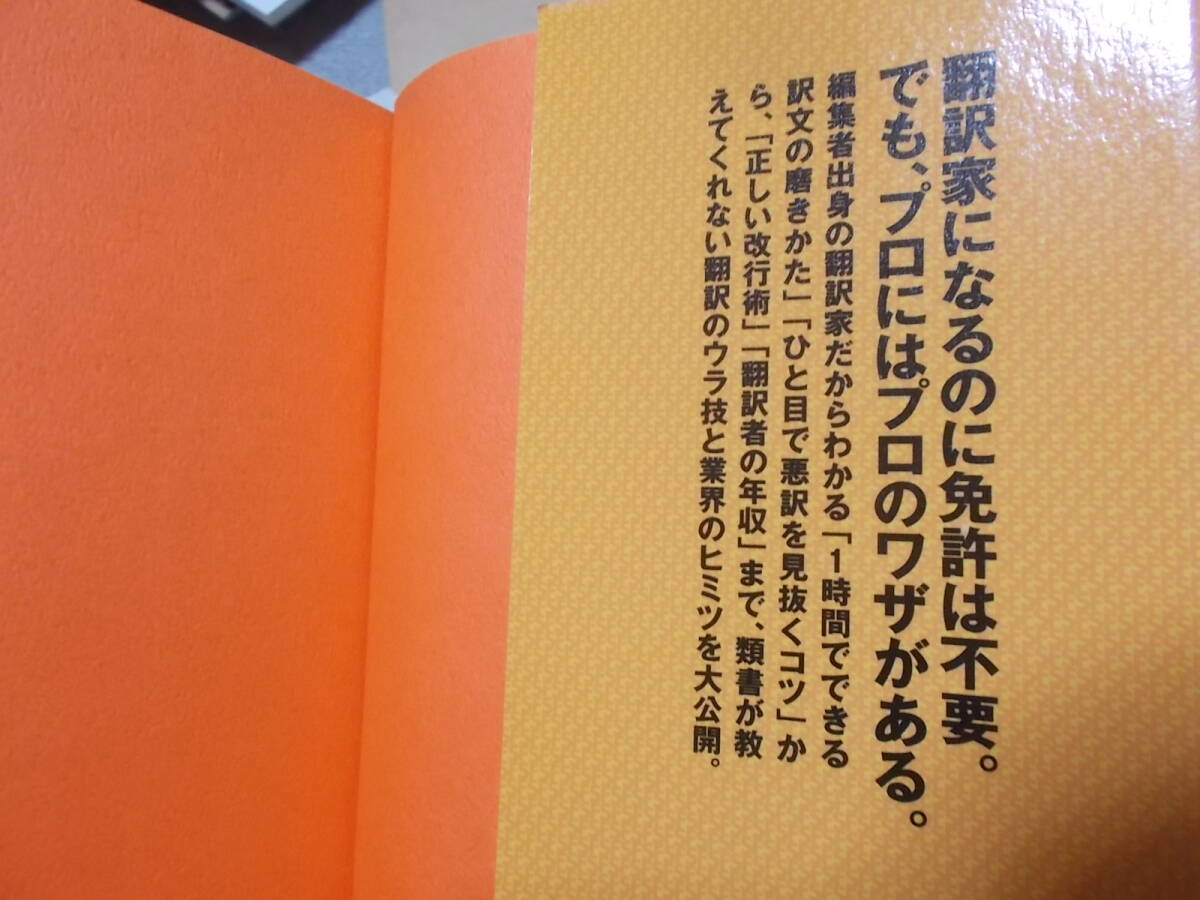 翻訳家になるのに免許は不要。
でも、プロにはプロのワザがある。
編集者出身の翻訳家だからわかる「1時間でできる
訳文の磨きかた」「ひと目で悪訳を見抜くコツ」か
ら、「正しい改行術」「翻訳者の年収」まで、類書が教
えてくれない翻訳のウラ技と業界のヒミツを大公開。